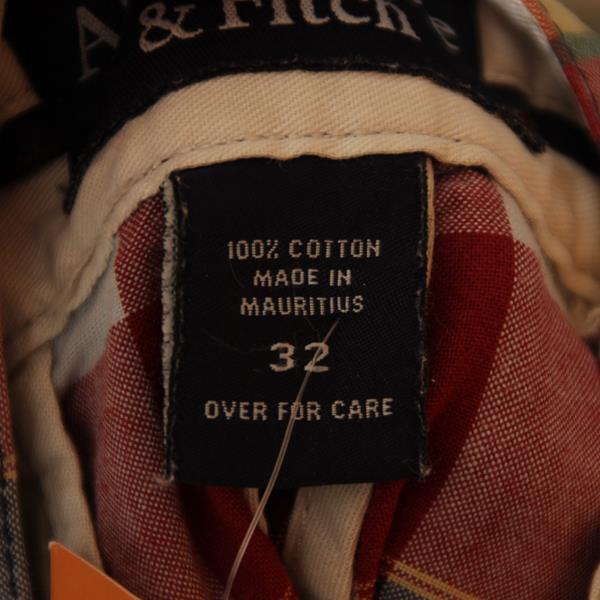 & Fitch
100% COTTON
MADE IN
MAURITIUS
32
OVER FOR CARE